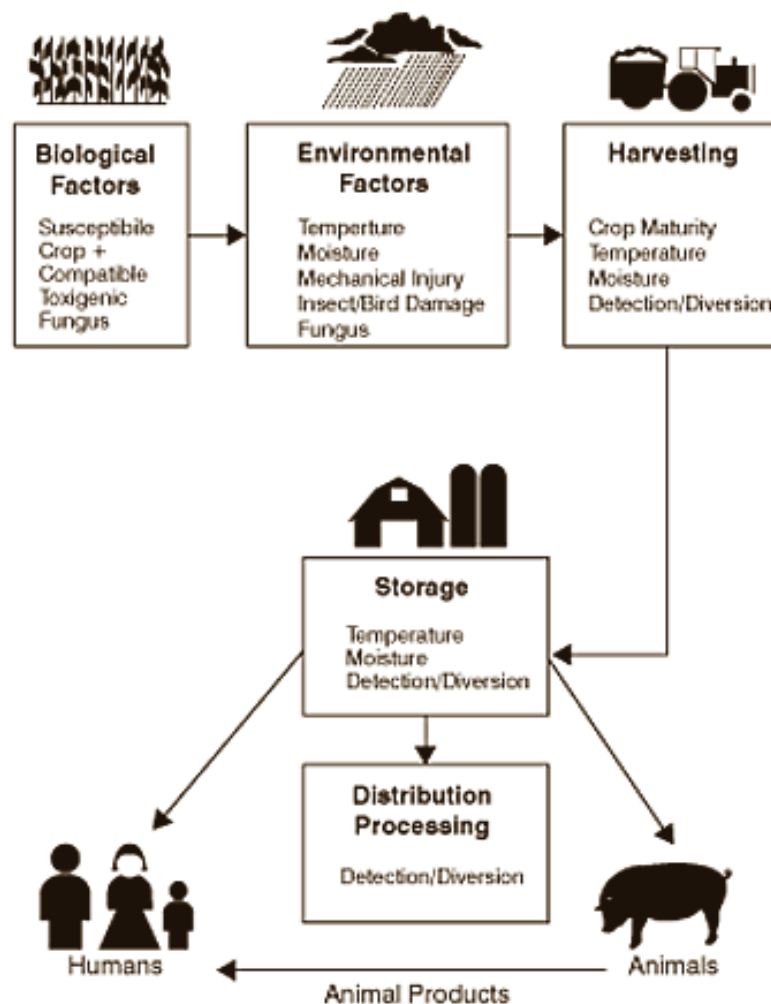 Biological
Factors
Susceptibile
Crop +
Compatible
Toxigenic
Fungus
Environmental
Factors
Temperture
Moisture
Mechanical Injury
Insect/Bird Damage
Fungus
Harvesting
Crop Maturity
Temperature
Moisture
Detection/Diversion
Storage
Temperature
Moisture
Detection/Diversion
Distribution
Processing
Detection/Diversion
Humans
Animals
Animal Products